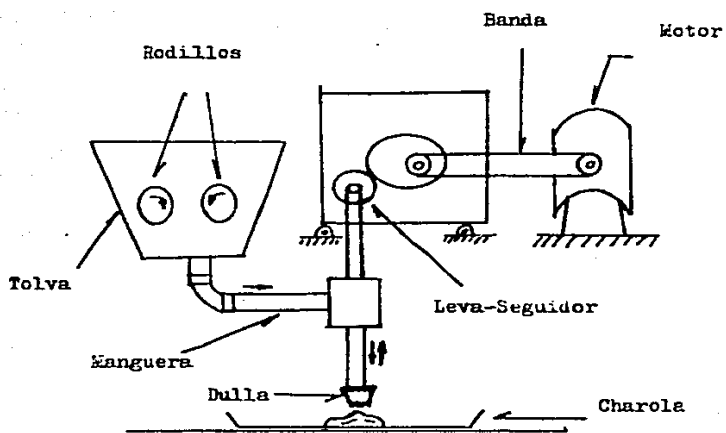 Banda
Motor
Rodillos
Tolva
Leva-Seguidor
Manguera
Dulla
Charola